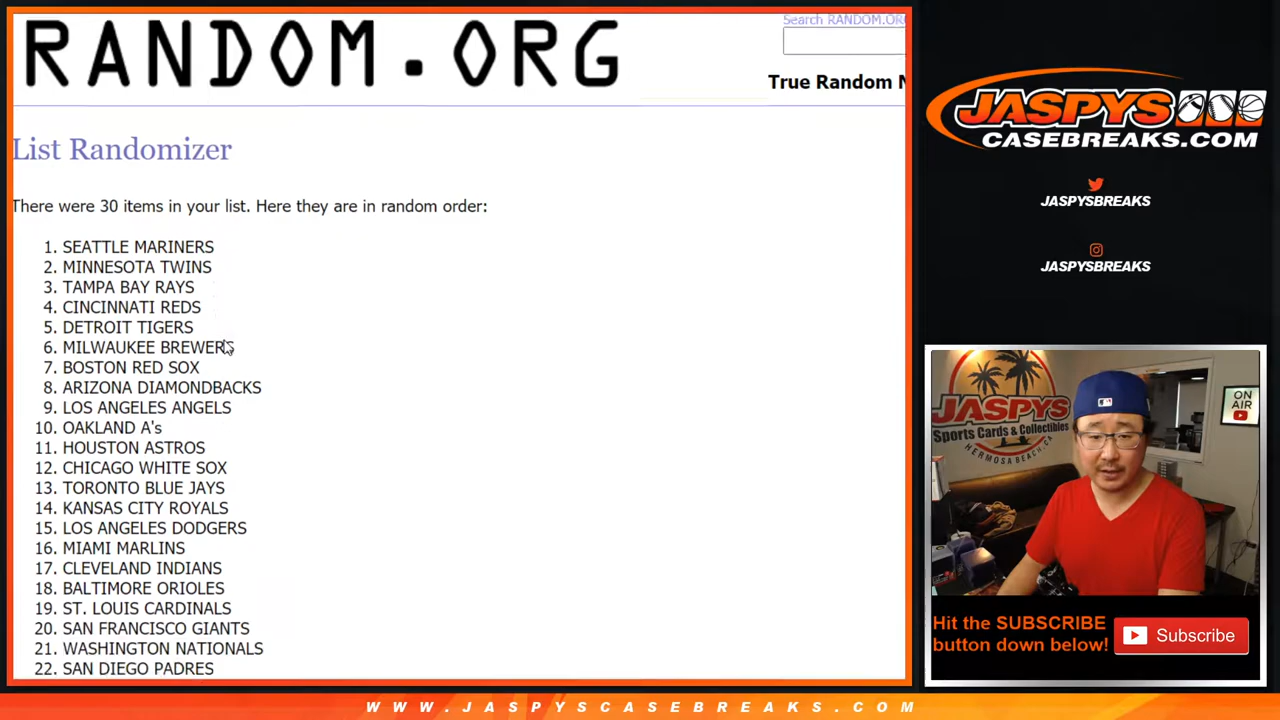 RANDOM.ORG
Search RANDOM.OR
True Random N
List Randomizer
There were 30 items in your list. Here they are in random order:
1. SEATTLE MARINERS
2. MINNESOTA TWINS
3. TAMPA BAY RAYS
4. CINCINNATI REDS
5. DETROIT TIGERS
6. MILWAUKEE BREWERS
7. BOSTON RED SOX
8. ARIZONA DIAMONDBACKS
9. LOS ANGELES ANGELS
10. OAKLAND A's
11. HOUSTON ASTROS
12. CHICAGO WHITE SOX
13. TORONTO BLUE JAYS
14. KANSAS CITY ROYALS
15. LOS ANGELES DODGERS
16. MIAMI MARLINS
17. CLEVELAND INDIANS
18. BALTIMORE ORIOLES
19. ST. LOUIS CARDINALS
20. SAN FRANCISCO GIANTS
21. WASHINGTON NATIONALS
22. SAN DIEGO PADRES
JASPYS
CASEBREAKS.COM
JASPYSBREAKS
JASPYSBREAKS
JASPYS
Sports Cards & Collectibles
HERMOSA BEACH, CA
ON
AIR
Hit the SUBSCRIBE
button down below!
Subscribe
WWW.JASPYSCASEBREAKS.COM